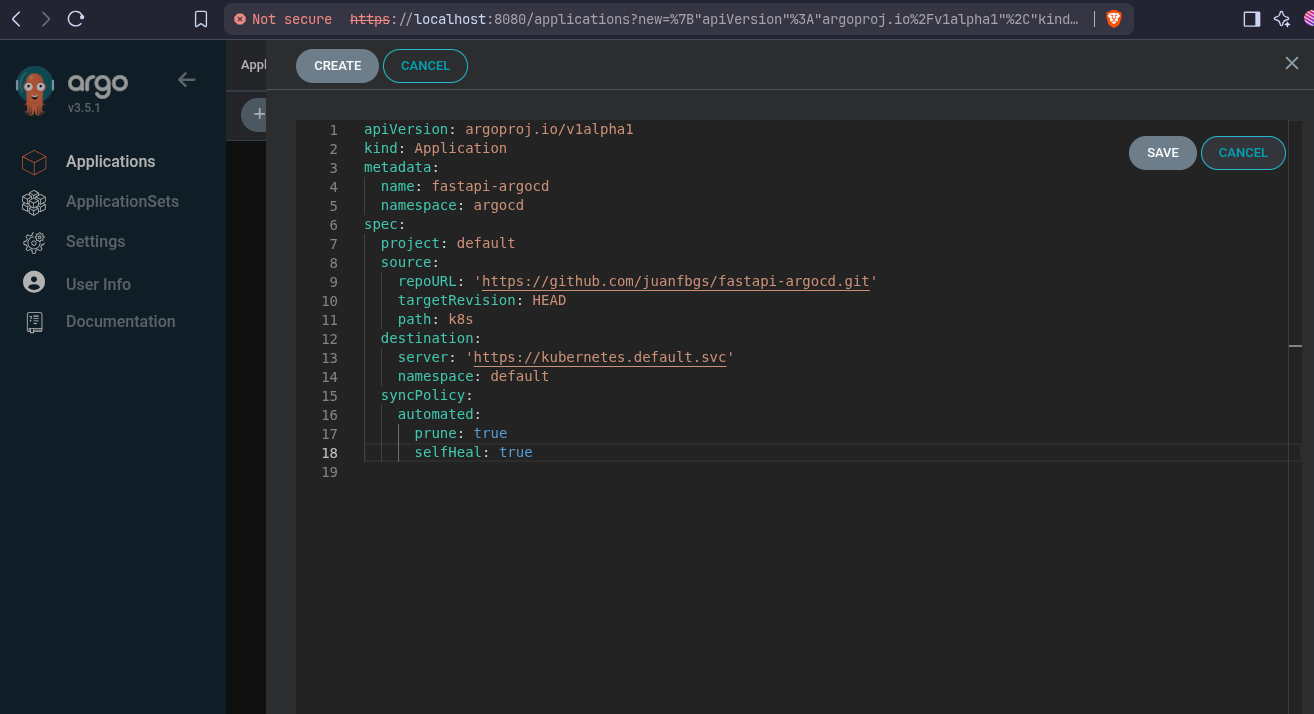 Not secure https://localhost:8080/applications?new=%7B"apiVersion"%3A"argoproj.io%2Fv1alpha1"%2C"kind…
argo
v3.5.1
Applications
ApplicationSets
Settings
User Info
Documentation
Appl
+
CREATE CANCEL
SAVE CANCEL
1 apiVersion: argoproj.io/v1alpha1
2 kind: Application
3 metadata:
4   name: fastapi-argocd
5   namespace: argocd
6 spec:
7   project: default
8   source:
9     repoURL: 'https://github.com/juanfbgs/fastapi-argocd.git'
10     targetRevision: HEAD
11     path: k8s
12   destination:
13     server: 'https://kubernetes.default.svc'
14     namespace: default
15   syncPolicy:
16     automated:
17       prune: true
18       selfHeal: true
19